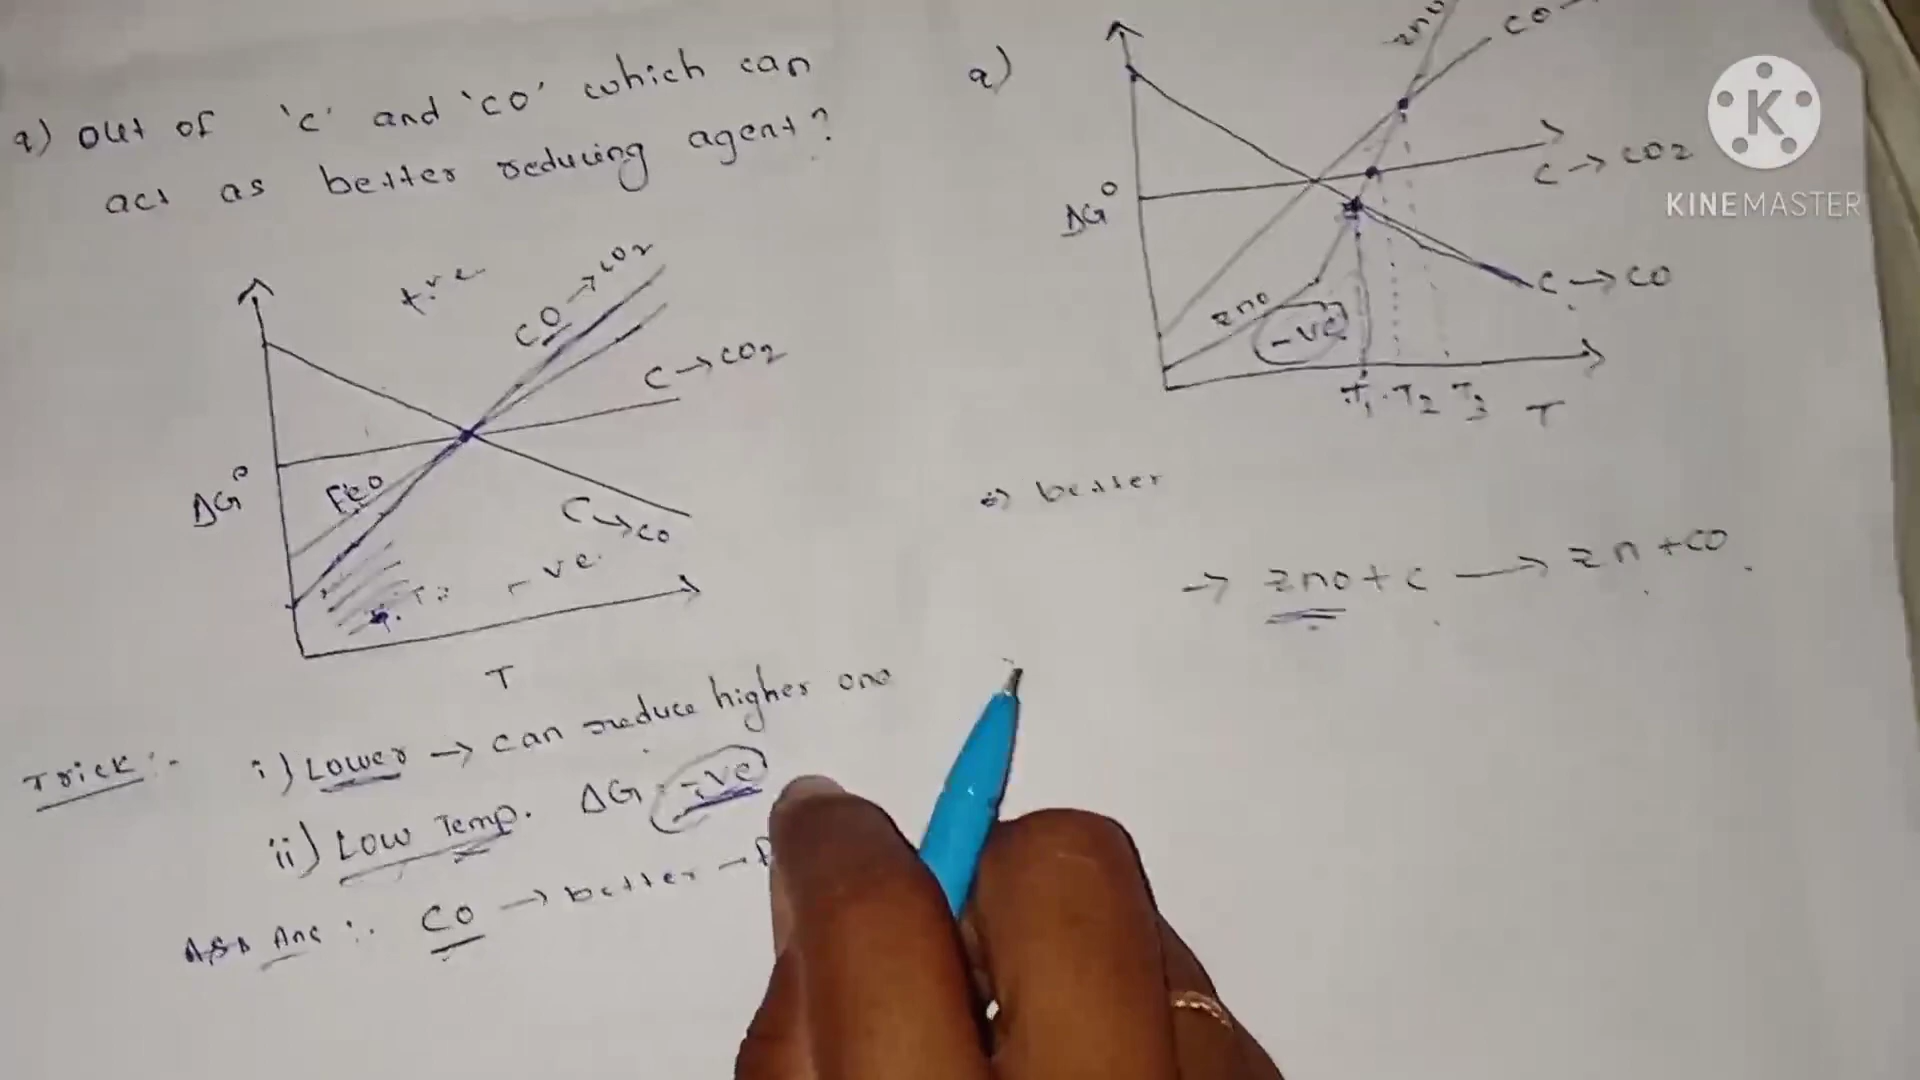 q) Out of 'C' and 'CO' which can
act as better reducing agent?
+ve
CO → CO2
C → CO2
ΔG°
FeO
C → CO
-ve
T
Trick :-
i) Lower → can reduce higher one
ii) Low Temp. ΔG -ve
Ans :. CO → better →
q)
ZnO
CO
C → CO2
ΔG°
C → CO
ZnO
-ve
T1 T2 T3 T
better
→ ZnO + C → Zn + CO
K
KINEMASTER